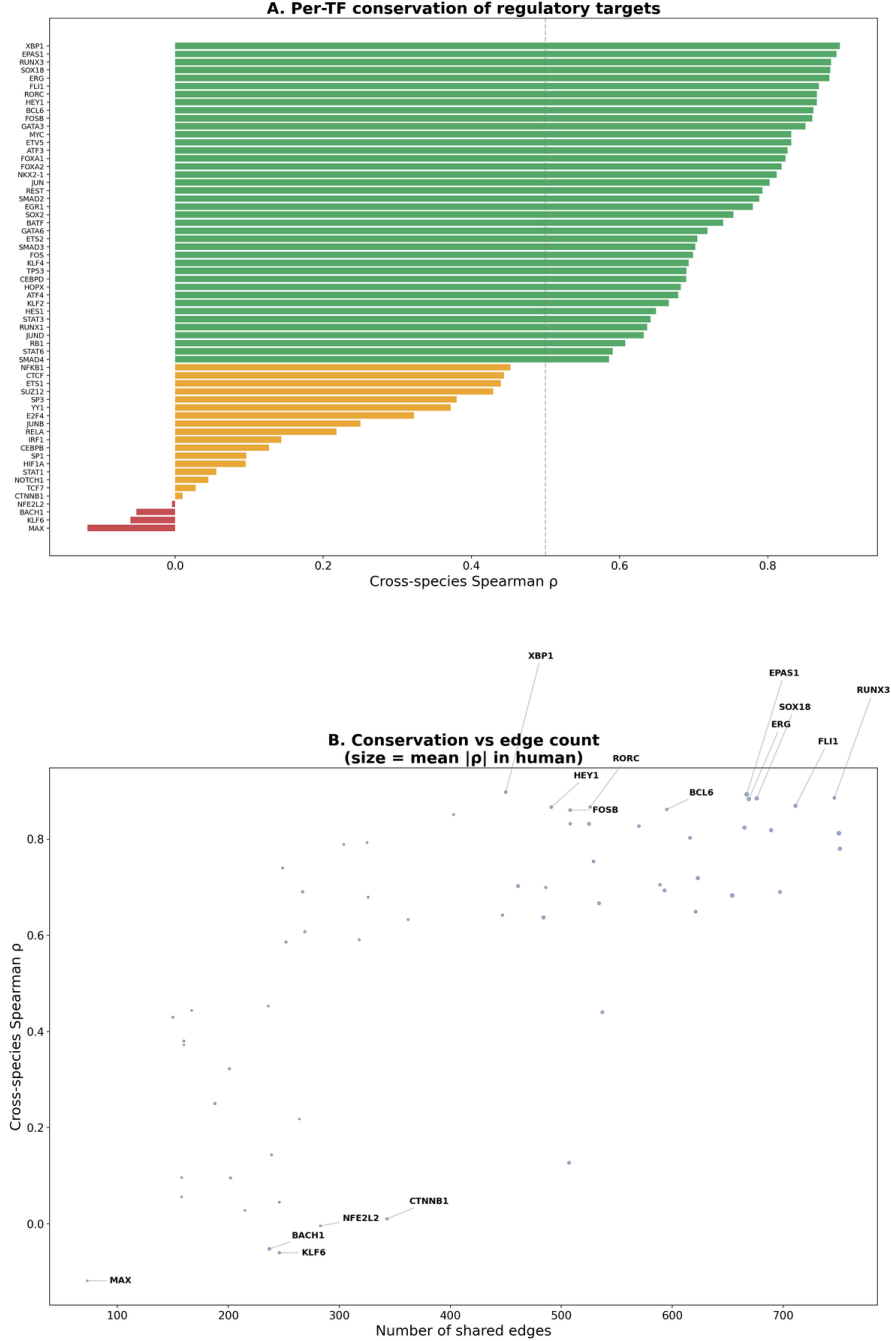 A. Per-TF conservation of regulatory targets
XBP1
EPAS1
RUNX3
SOX18
ERG
FLI1
RORC
HEY1
BCL6
FOSB
GATA3
MYC
ETV5
ATF3
FOXA1
FOXA2
NKX2-1
JUN
REST
SMAD2
EGR1
SOX2
BATF
GATA6
ETS2
SMAD3
FOS
KLF4
TP53
CEBPD
HOPX
ATF4
KLF2
HES1
STAT3
RUNX1
JUND
RB1
STAT6
SMAD4
NFKB1
CTCF
ETS1
SUZ12
SP3
YY1
E2F4
JUNB
RELA
IRF1
CEBPB
SP1
HIF1A
STAT1
NOTCH1
TCF7
CTNNB1
NFE2L2
BACH1
KLF6
MAX
0.0 0.2 0.4 0.6 0.8
Cross-species Spearman ρ
XBP1
EPAS1
RUNX3
SOX18
ERG
B. Conservation vs edge count
FLI1
(size = mean |ρ| in human)
RORC
HEY1
BCL6
FOSB
0.8
0.6
0.4
0.2
0.0
Cross-species Spearman ρ
CTNNB1
NFE2L2
BACH1
KLF6
MAX
100 200 300 400 500 600 700
Number of shared edges